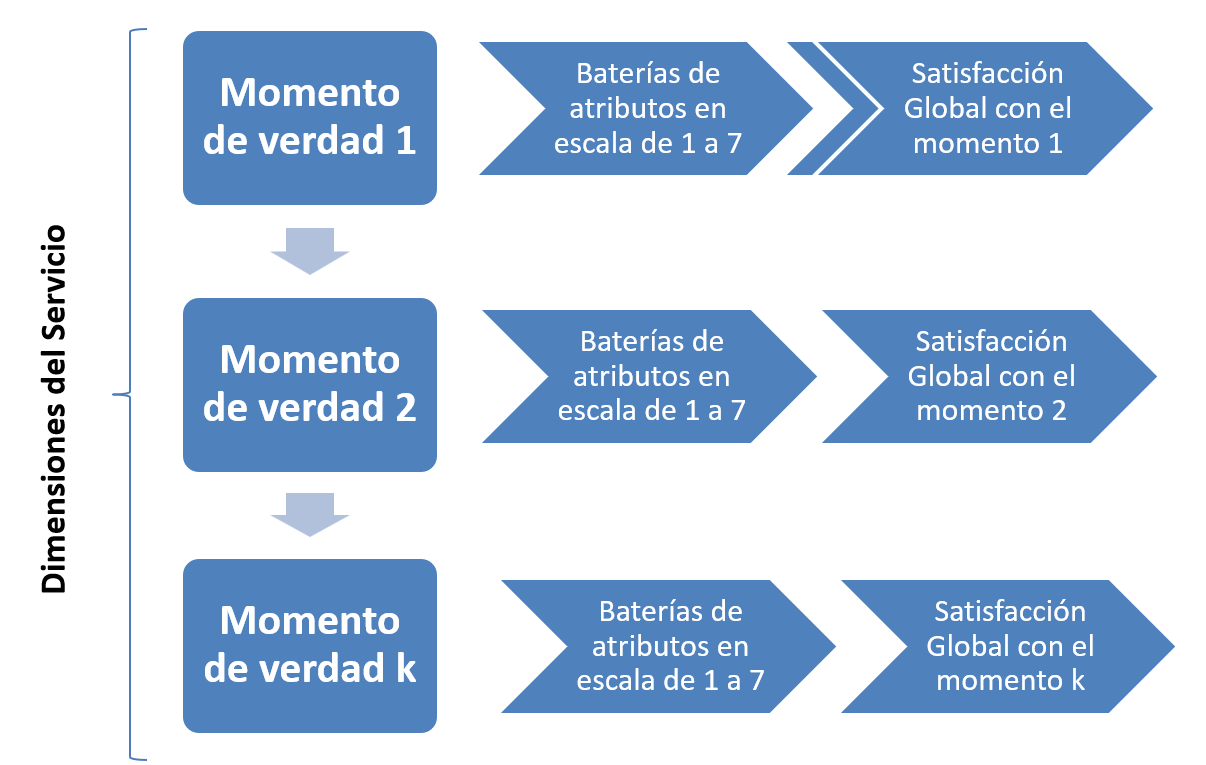 Dimensiones del Servicio
Momento
de verdad 1
Baterías de
atributos en
escala de 1 a 7
Satisfacción
Global con el
momento 1
Momento
de verdad 2
Baterías de
atributos en
escala de 1 a 7
Satisfacción
Global con el
momento 2
Momento
de verdad k
Baterías de
atributos en
escala de 1 a 7
Satisfacción
Global con el
momento k